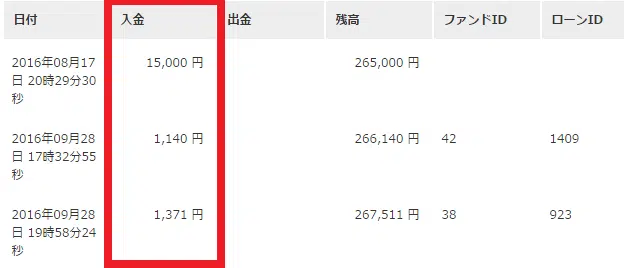 日付 入金 出金 残高 ファンドID ローンID
2016年08月17 15,000 円 265,000 円
日 20時29分30
秒
2016年09月28 1,140 円 266,140 円 42 1409
日 17時32分55
秒
2016年09月28 1,371 円 267,511 円 38 923
日 19時58分24
秒